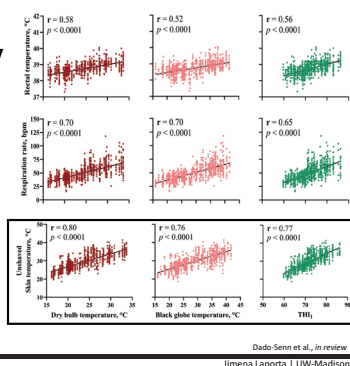 r = 0.58
p < 0.0001
r = 0.52
p < 0.0001
r = 0.56
p < 0.0001
Rectal temperature, °C
42
41
40
39
38
37
r = 0.70
p < 0.0001
r = 0.70
p < 0.0001
r = 0.65
p < 0.0001
Respiration rate, bpm
150
125
100
75
50
25
0
r = 0.80
p < 0.0001
r = 0.76
p < 0.0001
r = 0.77
p < 0.0001
Unshaved
Skin temperature, °C
50
40
30
20
10
15 20 25 30 35
15 20 25 30 35 40 45
50 60 70 80 90
Dry bulb temperature, °C
Black globe temperature, °C
THI₁
Dado-Senn et al., in review
Jimena Laporta | UW-Madison